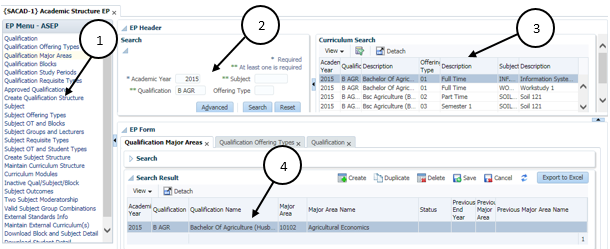 {SACAD-1} Academic Structure EP
EP Menu - ASEP
Qualification
Qualification Offering Types
Qualification Major Areas
Qualification Blocks
Qualification Study Periods
Qualification Requisite Types
Approved Qualification
Create Qualification Structure
Subject
Subject Offering Types
Subject OT and Blocks
Subject Groups and Lecturers
Subject Requisite Types
Subject OT and Student Types
Create Subject Structure
Maintain Curriculum Structure
Curriculum Modules
Inactive Qual/Subject/Block
Subject Outcomes
Two Subject Moderatorship
Valid Subject Group Combinations
External Standards Info
Maintain External Curriculum(s)
Download Block and Subject Detail
Download Student Detail
1
EP Header
Search
2
* Required
** At least one is required
* Academic Year 2015 ** Subject
** Qualification B AGR Offering Type
Advanced Search Reset
Curriculum Search
3
View Detach
Academic Year Qualific Description Offering Type Description Subject Description
2015 B AGR Bachelor Of Agric... 01 Full Time INF... Information Syste...
2015 B AG... Bsc Agriculture (B... 01 Full Time WO... Workstudy 1
2015 B AG... Bsc Agriculture (B... 02 Part Time SOIL... Soil 121
2015 B AG... Bsc Agriculture (B... 03 Semester 1 SOIL... Soil 121
EP Form
Qualification Major Areas Qualification Offering Types Qualification
Search
4
Search Result
Create Duplicate Delete Save Cancel Export to Excel
View Detach
Academic Year Qualification Qualification Name Major Area Major Area Name Status Previous End Year Previous Major Area Previous Major Area Name
2015 B AGR Bachelor Of Agriculture (Husb... 10102 Agricultural Economics
1